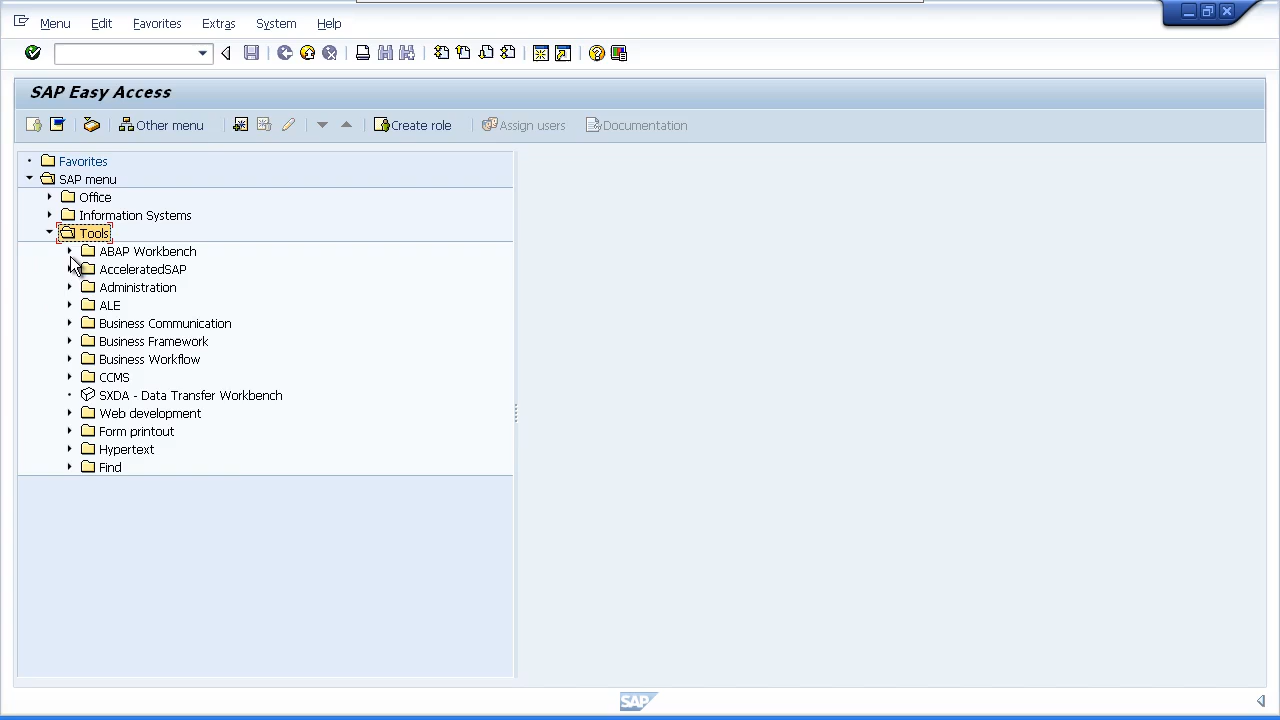 Menu Edit Favorites Extras System Help
SAP Easy Access
Other menu Create role Assign users Documentation
Favorites
SAP menu
Office
Information Systems
Tools
ABAP Workbench
AcceleratedSAP
Administration
ALE
Business Communication
Business Framework
Business Workflow
CCMS
SXDA - Data Transfer Workbench
Web development
Form printout
Hypertext
Find
SAP